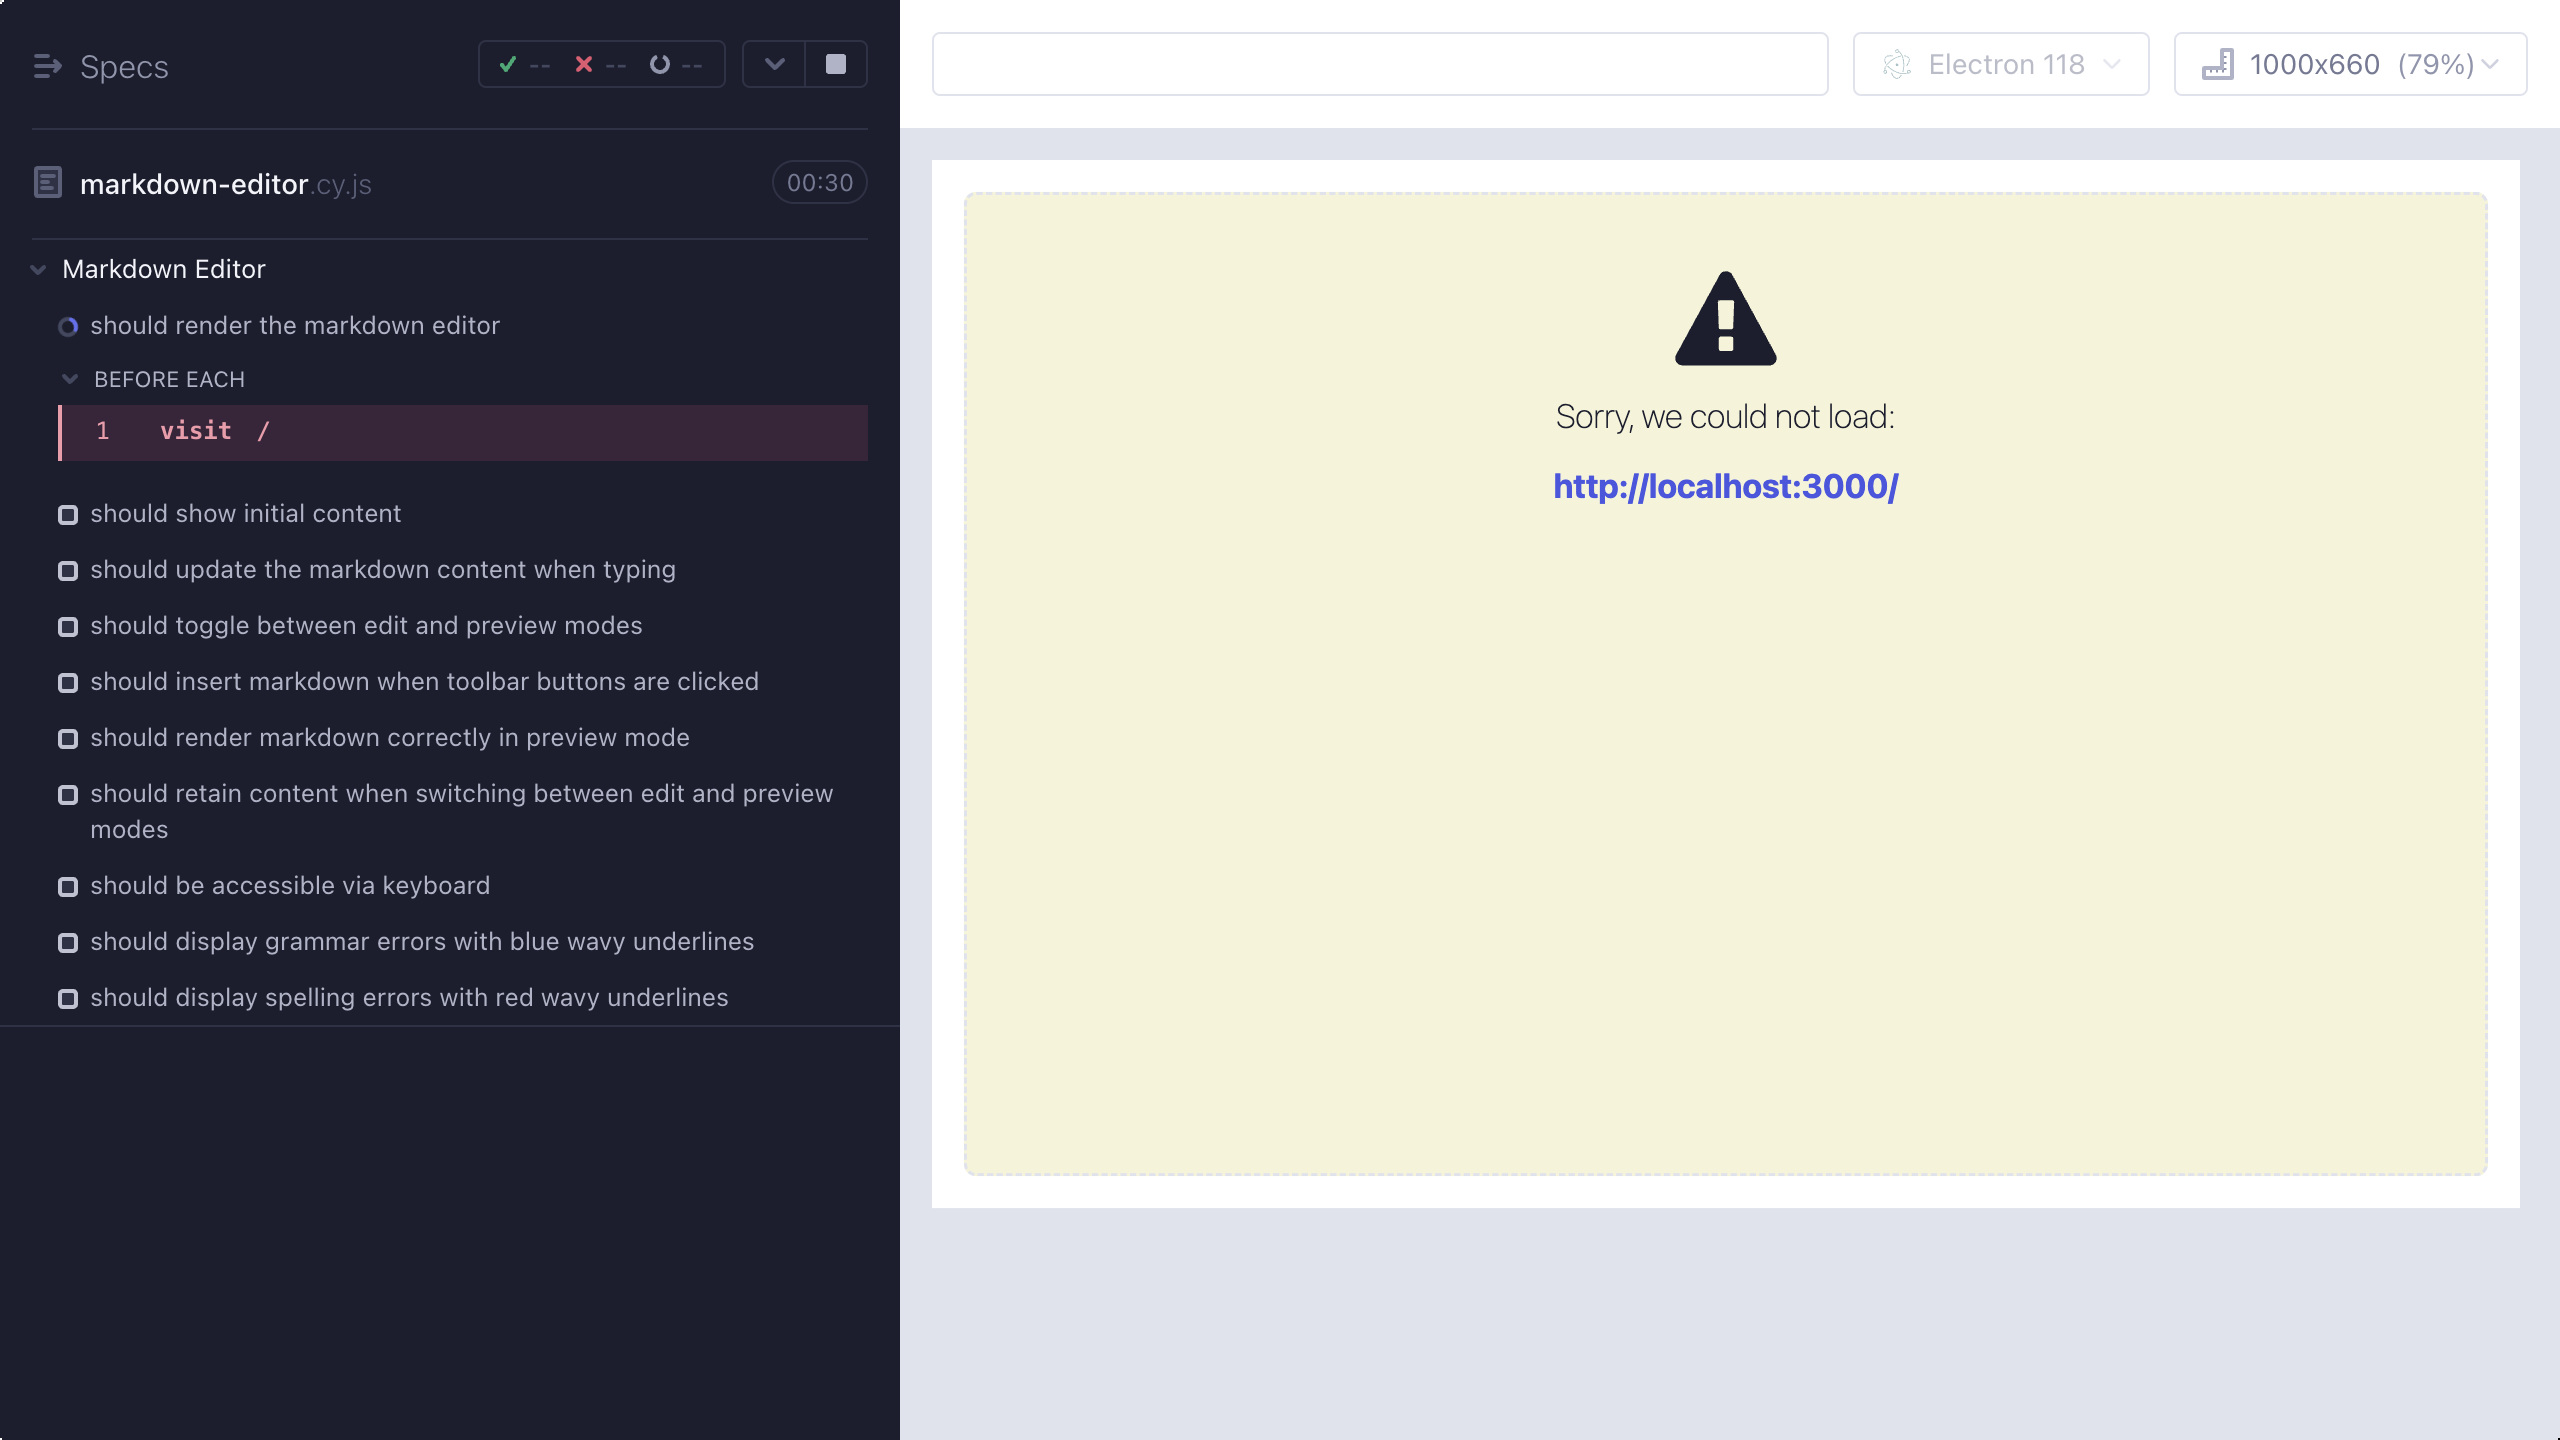 Specs
-- -- --
markdown-editor.cy.js
00:30
Markdown Editor
should render the markdown editor
BEFORE EACH
1 visit /
should show initial content
should update the markdown content when typing
should toggle between edit and preview modes
should insert markdown when toolbar buttons are clicked
should render markdown correctly in preview mode
should retain content when switching between edit and preview
modes
should be accessible via keyboard
should display grammar errors with blue wavy underlines
should display spelling errors with red wavy underlines
Electron 118
1000x660 (79%)
Sorry, we could not load:
http://localhost:3000/